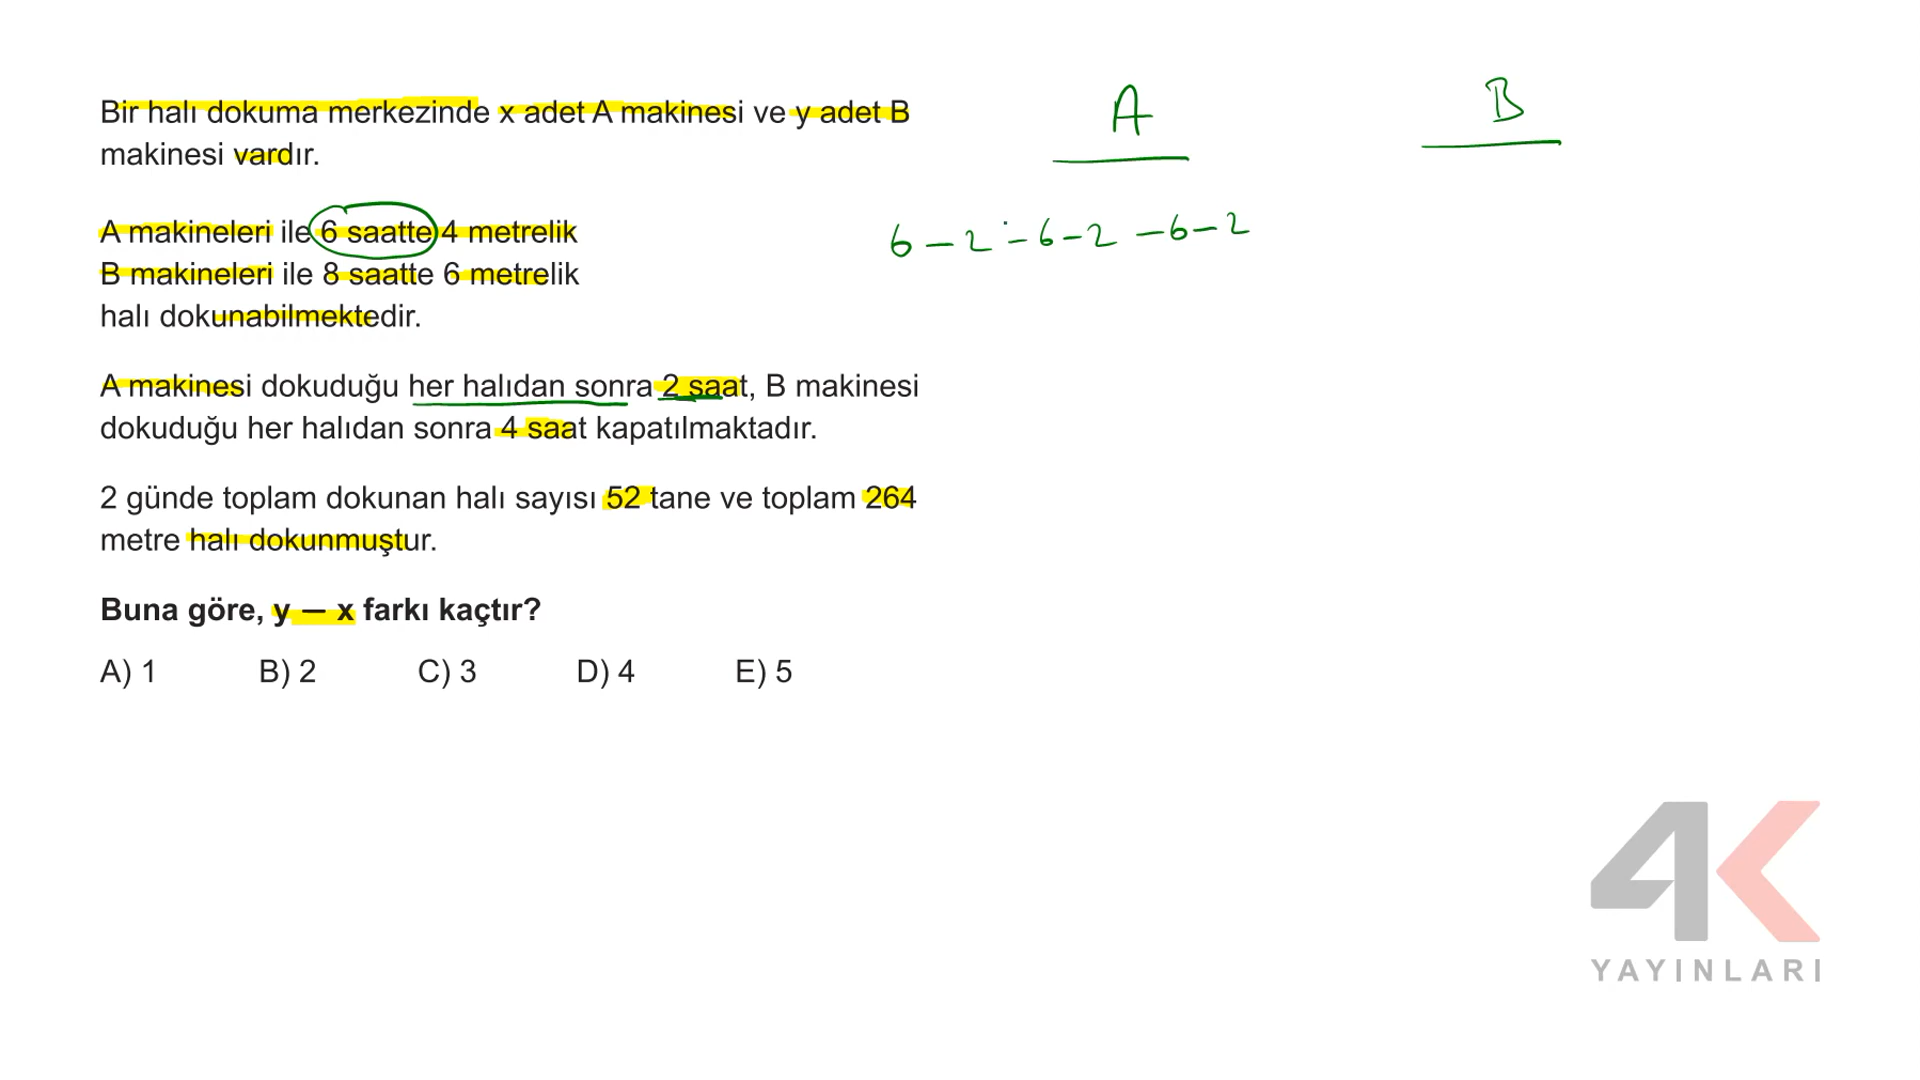 Bir halı dokuma merkezinde x adet A makinesi ve y adet B
makinesi vardır.
A makineleri ile 6 saatte 4 metrelik
B makineleri ile 8 saatte 6 metrelik
halı dokunabilmektedir.
A makinesi dokuduğu her halıdan sonra 2 saat, B makinesi
dokuduğu her halıdan sonra 4 saat kapatılmaktadır.
2 günde toplam dokunan halı sayısı 52 tane ve toplam 264
metre halı dokunmuştur.
Buna göre, y — x farkı kaçtır?
A) 1 B) 2 C) 3 D) 4 E) 5
A
B
6 – 2 – 6 – 2 – 6 – 2
4K
YAYINLARI